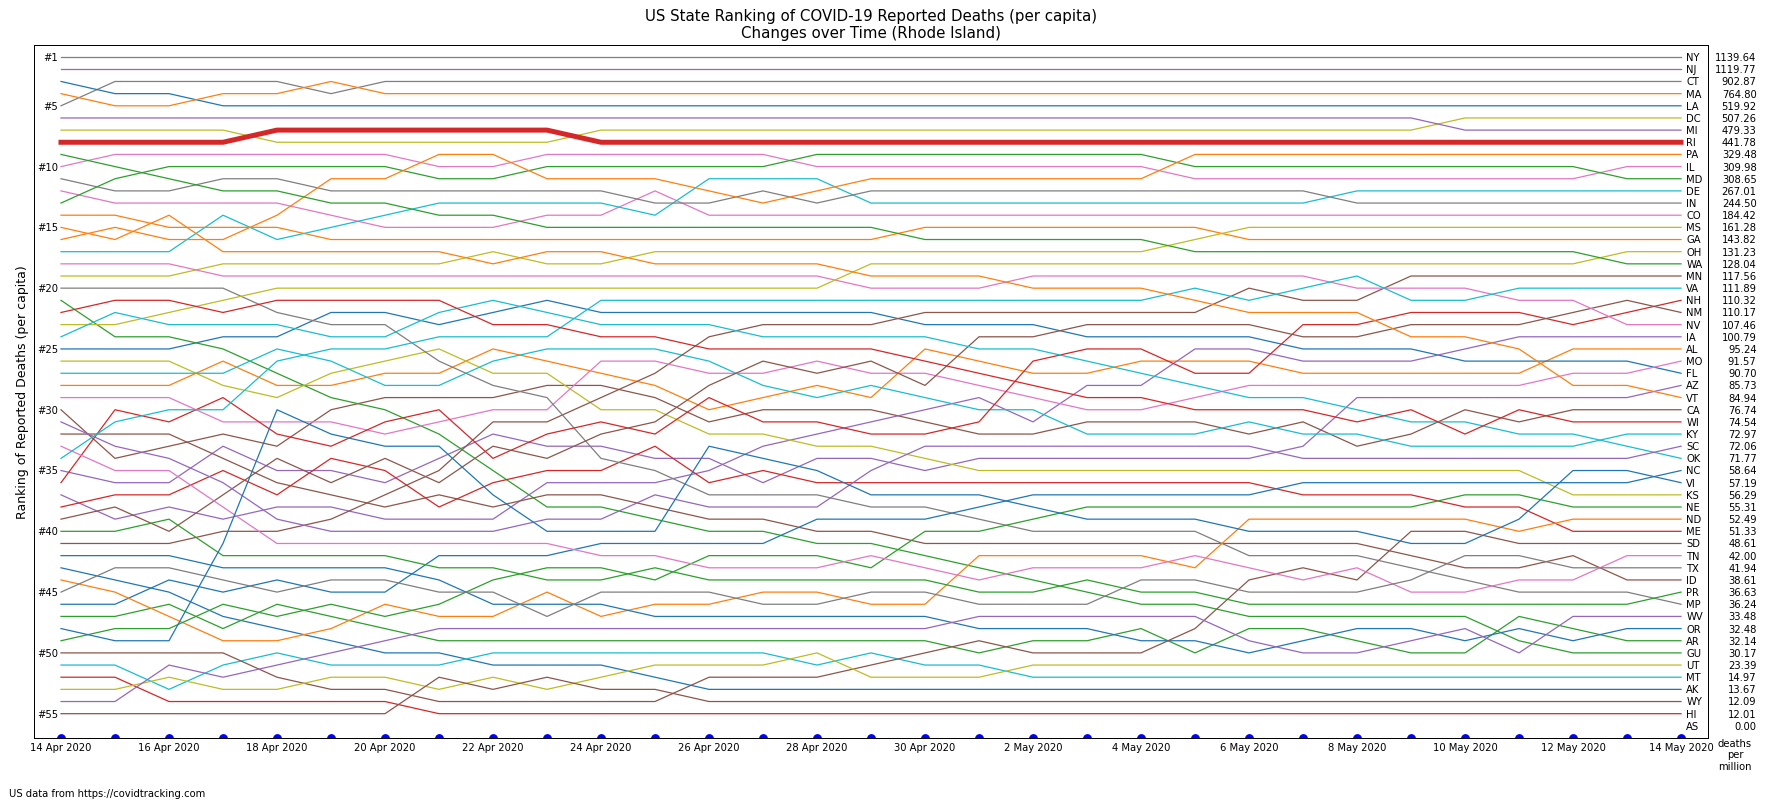 US State Ranking of COVID-19 Reported Deaths (per capita)
Changes over Time (Rhode Island)
Ranking of Reported Deaths (per capita)
#1
#5
#10
#15
#20
#25
#30
#35
#40
#45
#50
#55
NY 1139.64
NJ 1119.77
CT 902.87
MA 764.80
LA 519.92
DC 507.26
MI 479.33
RI 441.78
PA 329.48
IL 309.98
MD 308.65
DE 267.01
IN 244.50
CO 184.42
MS 161.28
GA 143.82
OH 131.23
WA 128.04
MN 117.56
VA 111.89
NH 110.32
NM 110.17
NV 107.46
IA 100.79
AL 95.24
MO 91.57
FL 90.70
AZ 85.73
VT 84.94
CA 76.74
WI 74.54
KY 72.97
SC 72.06
OK 71.77
NC 58.64
VI 57.19
KS 56.29
NE 55.31
ND 52.49
ME 51.33
SD 48.61
TN 42.00
TX 41.94
ID 38.61
PR 36.63
MP 36.24
WV 33.48
OR 32.48
AR 32.14
GU 30.17
UT 23.39
MT 14.97
AK 13.67
WY 12.09
HI 12.01
AS 0.00
14 Apr 2020 16 Apr 2020 18 Apr 2020 20 Apr 2020 22 Apr 2020 24 Apr 2020 26 Apr 2020 28 Apr 2020 30 Apr 2020 2 May 2020 4 May 2020 6 May 2020 8 May 2020 10 May 2020 12 May 2020 14 May 2020
deaths
per
million
US data from https://covidtracking.com